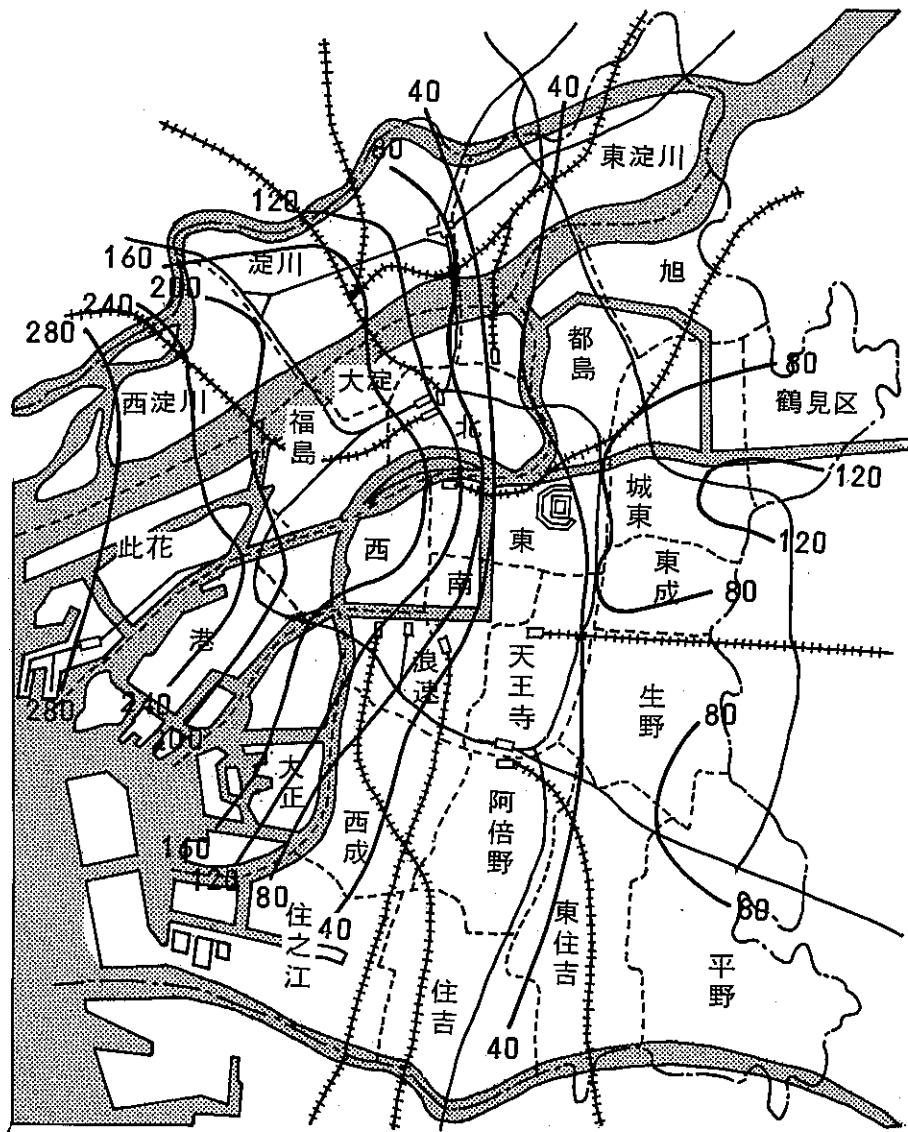 40
40
東淀川
80
120
淀川
160
200
旭
240
280
都島
80
大淀
西淀川
鶴見区
福島
北
120
城東
東
西
此花
120
東成
南
80
港
浪速
天王寺
生野
280
240
200
80
大正
阿倍野
西成
160
120
80
80
40
住之江
東住吉
平野
住吉
40